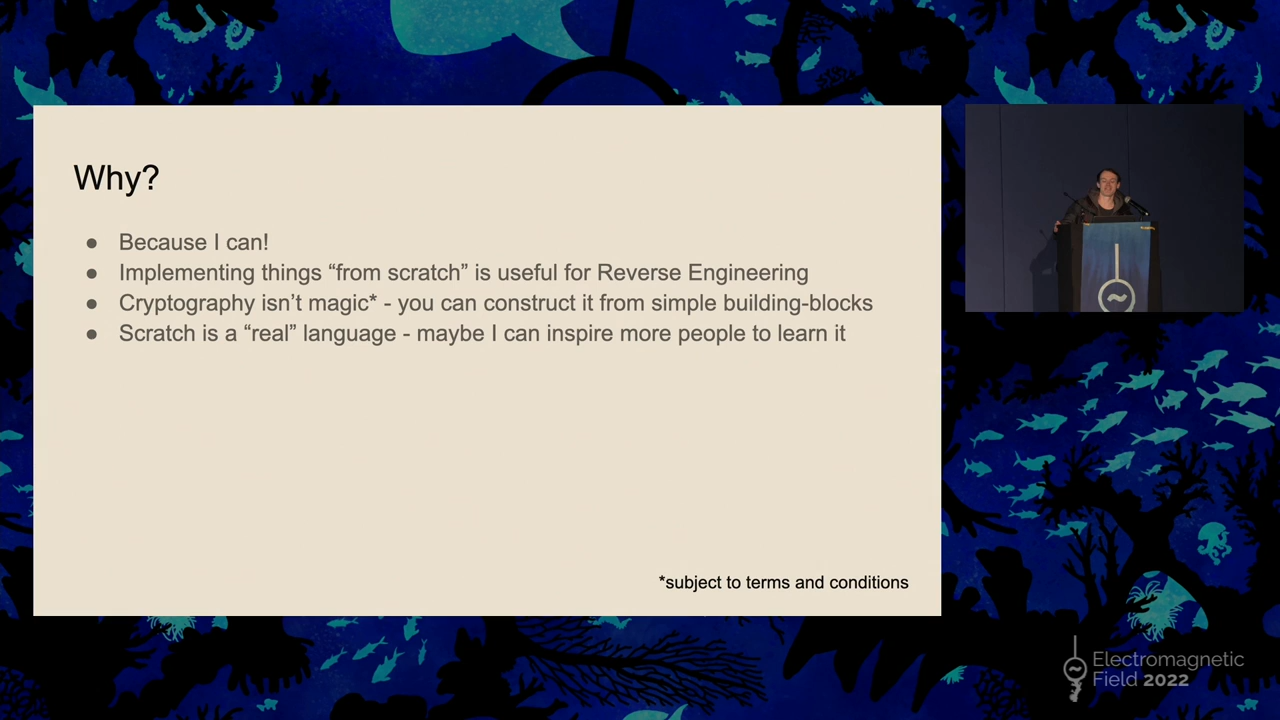 Why?
● Because I can!
● Implementing things “from scratch” is useful for Reverse Engineering
● Cryptography isn’t magic* - you can construct it from simple building-blocks
● Scratch is a “real” language - maybe I can inspire more people to learn it
*subject to terms and conditions
Electromagnetic
Field 2022